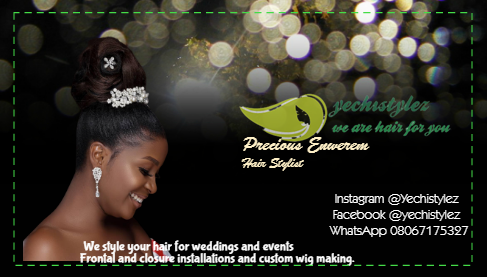 yechistylez
we are hair for you
Precious Enwerem
Hair Stylist
Instagram @Yechistylez
Facebook @yechistylez
WhatsApp 08067175327
We style your hair for weddings and events
Frontal and closure installations and custom wig making.